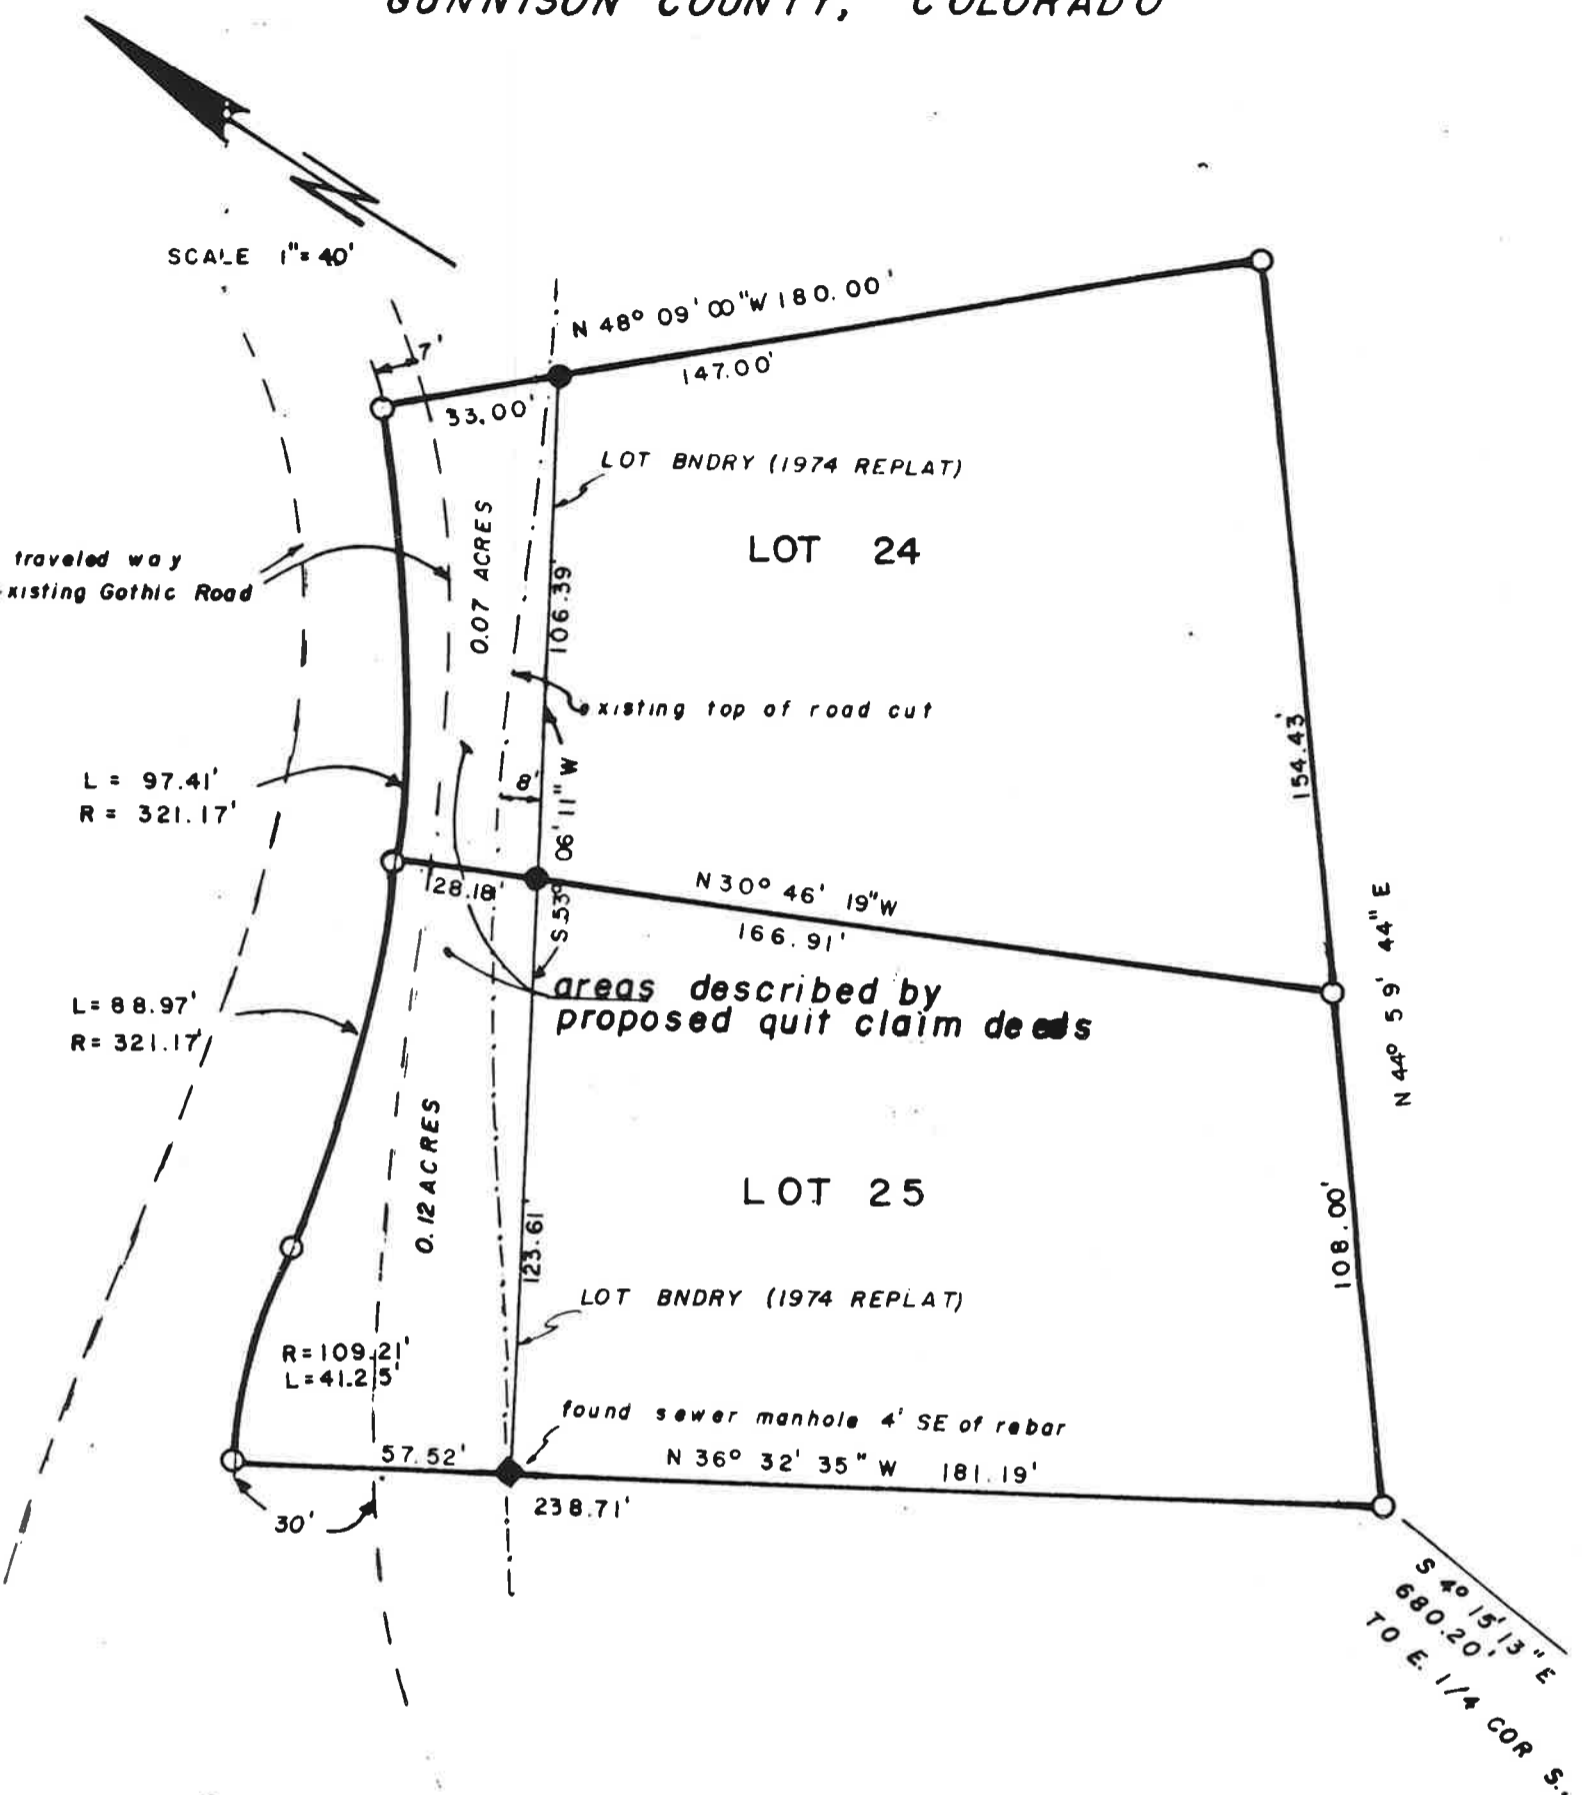 GUNNISON COUNTY, COLORADO
SCALE 1"=40'
N 48° 09' 00" W 180.00'
7'
147.00'
33.00'
LOT BNDRY (1974 REPLAT)
LOT 24
0.07 ACRES
traveled way
xisting Gothic Road
106.39'
existing top of road cut
154.43'
L = 97.41'
R = 321.17'
8'
S 53° 06' 11" W
28.18'
N 30° 46' 19" W
166.91'
N 44° 59' 44" E
areas described by
proposed quit claim deeds
L = 88.97'
R = 321.17'
0.12 ACRES
LOT 25
123.61'
108.00'
LOT BNDRY (1974 REPLAT)
R = 109.21'
L = 41.25'
found sewer manhole 4' SE of rebar
57.52'
N 36° 32' 35" W 181.19'
238.71'
30'
S 4° 15' 13" E
680.20'
TO E. 1/4 COR S.